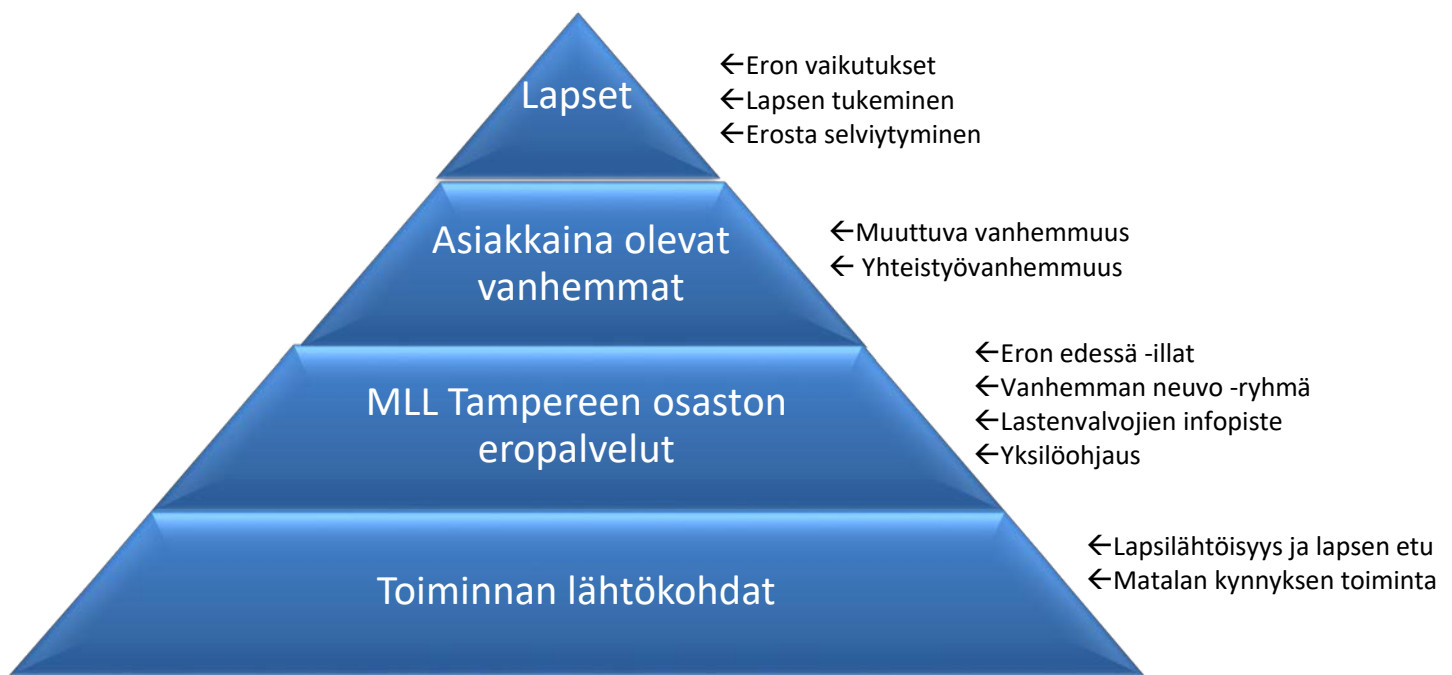 Lapset
←Eron vaikutukset
←Lapsen tukeminen
←Erosta selviytyminen
Asiakkaina olevat
vanhemmat
←Muuttuva vanhemmuus
← Yhteistyövanhemmuus
MLL Tampereen osaston
eropalvelut
←Eron edessä -illat
←Vanhemman neuvo -ryhmä
←Lastenvalvojien infopiste
←Yksilöohjaus
Toiminnan lähtökohdat
←Lapsilähtöisyys ja lapsen etu
←Matalan kynnyksen toiminta